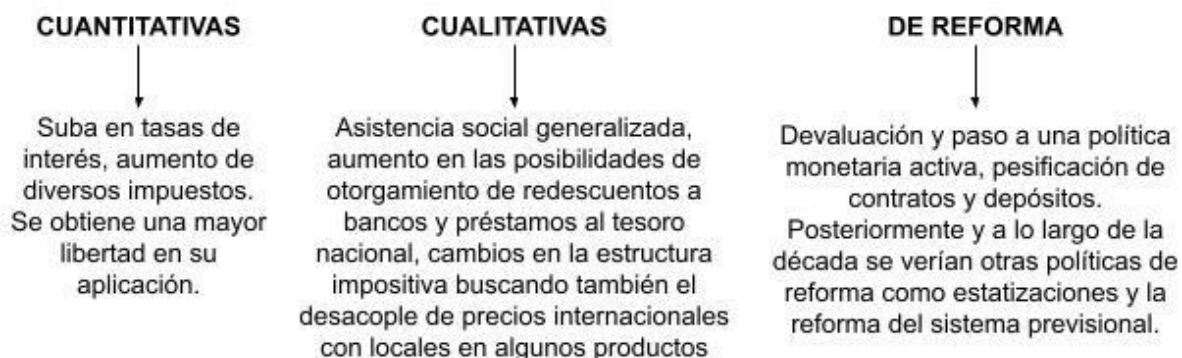 CUANTITATIVAS
Suba en tasas de
interés, aumento de
diversos impuestos.
Se obtiene una mayor
libertad en su
aplicación.
CUALITATIVAS
Asistencia social generalizada,
aumento en las posibilidades de
otorgamiento de redescuentos a
bancos y préstamos al tesoro
nacional, cambios en la estructura
impositiva buscando también el
desacople de precios internacionales
con locales en algunos productos
DE REFORMA
Devaluación y paso a una política
monetaria activa, pesificación de
contratos y depósitos.
Posteriormente y a lo largo de la
década se verían otras políticas de
reforma como estatizaciones y la
reforma del sistema previsional.